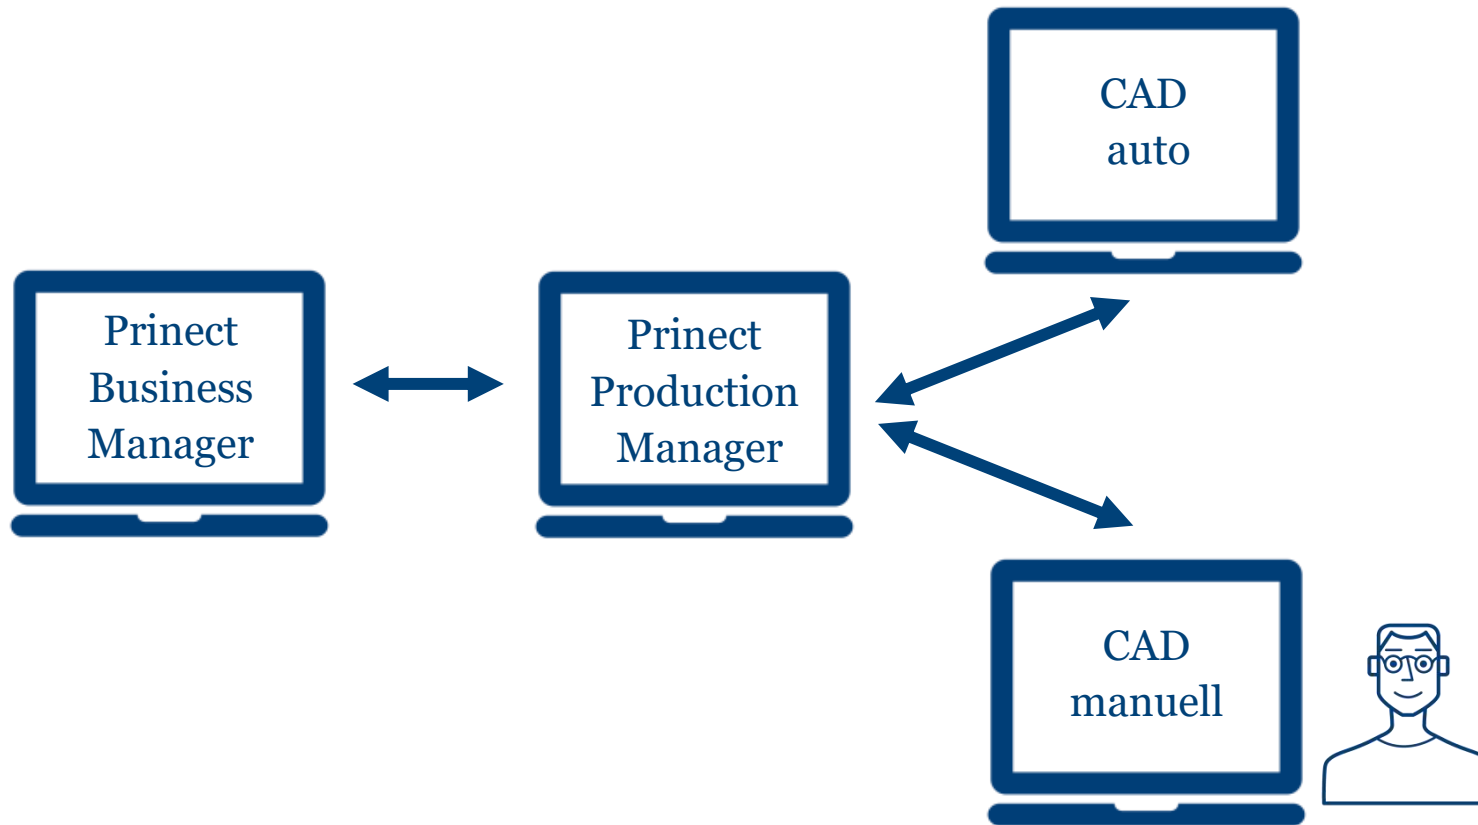 CAD
auto
Prinect
Business
Manager
Prinect
Production
Manager
CAD
manuell